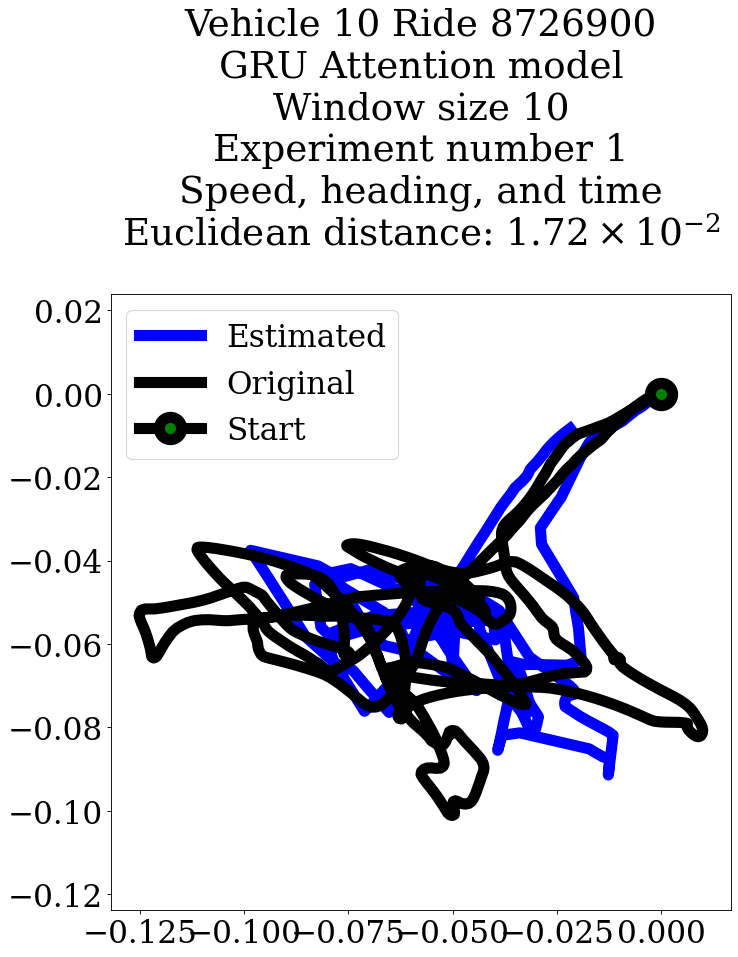 Vehicle 10 Ride 8726900
GRU Attention model
Window size 10
Experiment number 1
Speed, heading, and time
Euclidean distance: 1.72 × 10⁻²
Estimated
Original
Start
0.02
0.00
−0.02
−0.04
−0.06
−0.08
−0.10
−0.12
−0.125
−0.100
−0.075
−0.050
−0.025
0.000